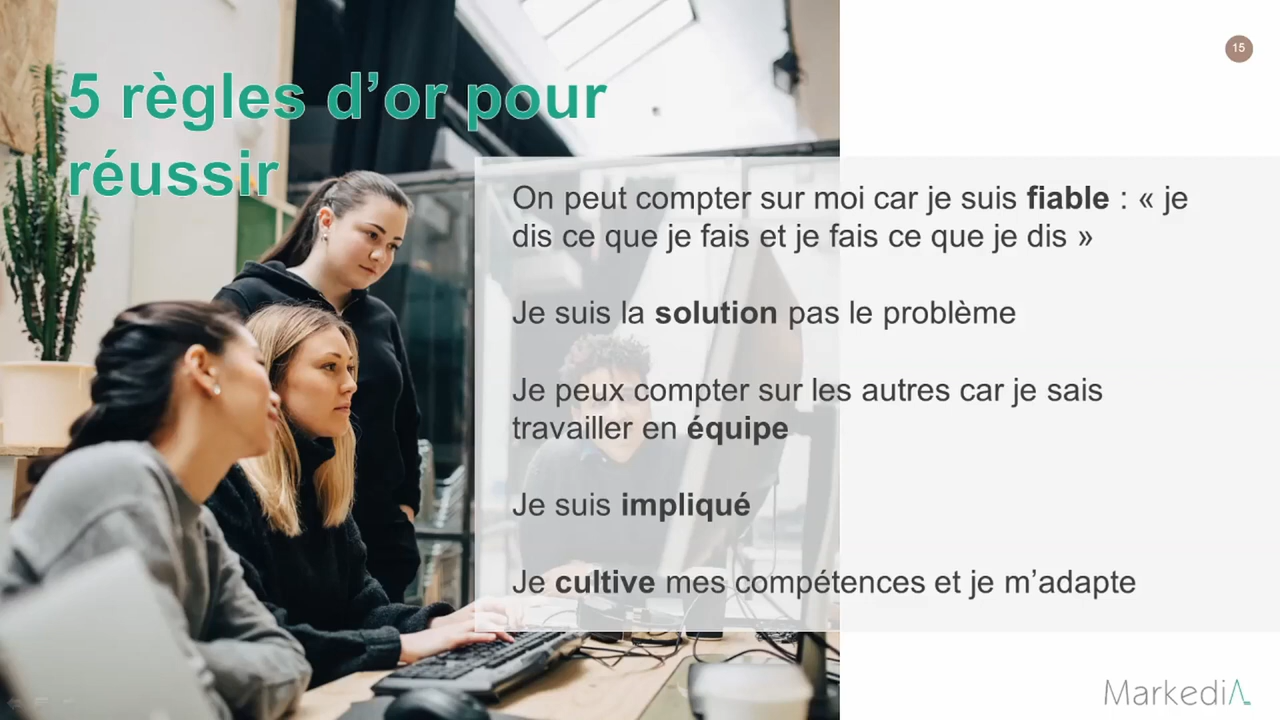 15
5 règles d’or pour
réussir
On peut compter sur moi car je suis fiable : « je
dis ce que je fais et je fais ce que je dis »
Je suis la solution pas le problème
Je peux compter sur les autres car je sais
travailler en équipe
Je suis impliqué
Je cultive mes compétences et je m’adapte
MarkediA